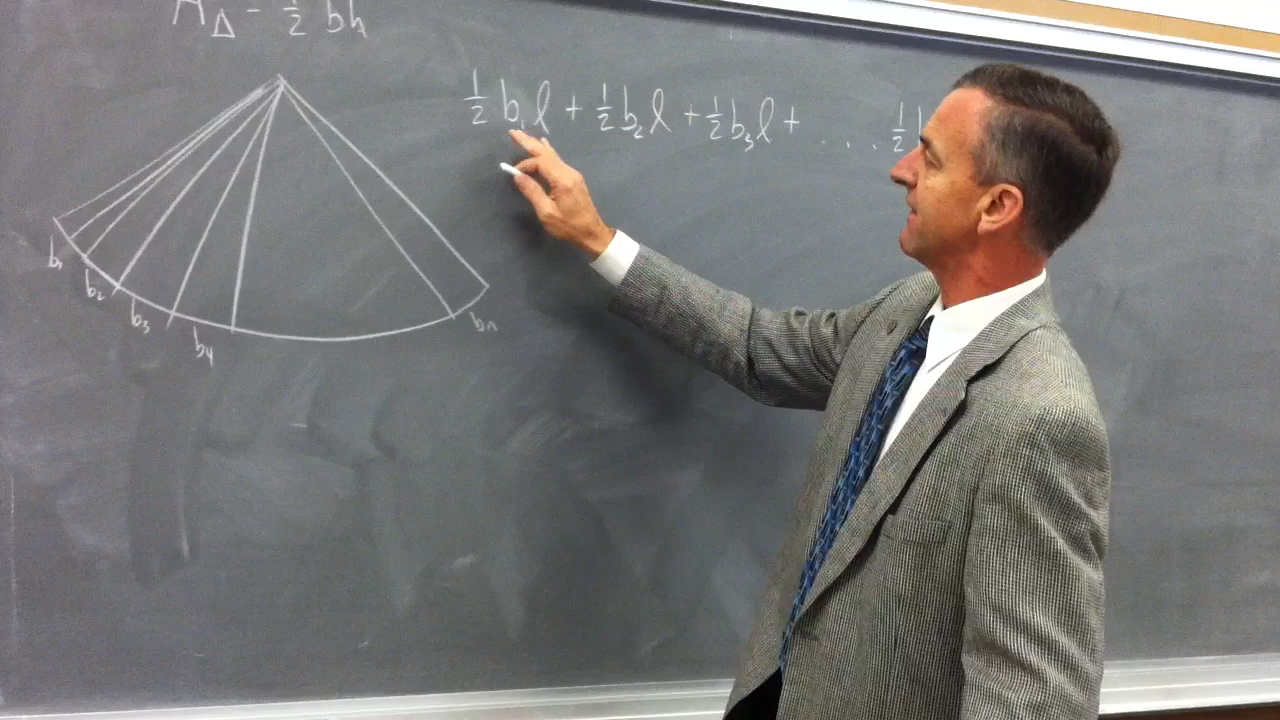 A△ = ½ bh
½ b₁ℓ + ½ b₂ℓ + ½ b₃ℓ + . . . ½ b
b₁
b₂
b₃
b₄
bₙ